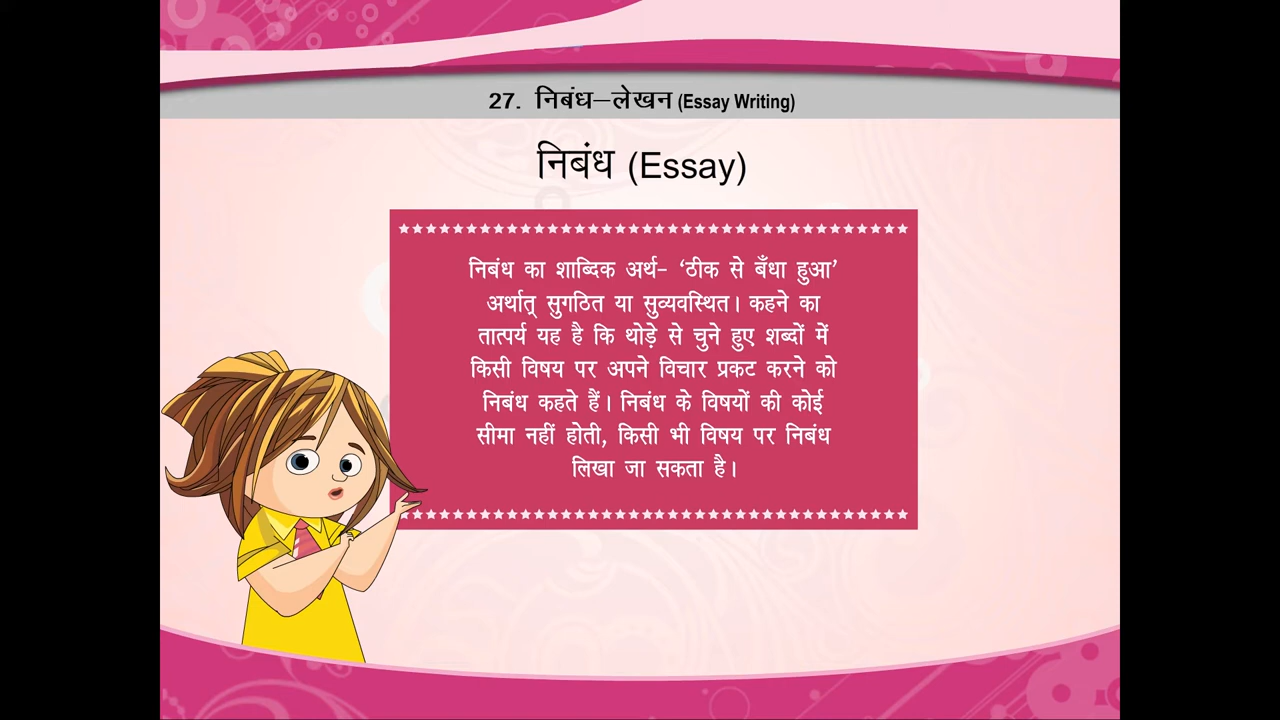 27. निबंध–लेखन (Essay Writing)
निबंध (Essay)
निबंध का शाब्दिक अर्थ- ‘ठीक से बँधा हुआ’
अर्थात् सुगठित या सुव्यवस्थित। कहने का
तात्पर्य यह है कि थोड़े से चुने हुए शब्दों में
किसी विषय पर अपने विचार प्रकट करने को
निबंध कहते हैं। निबंध के विषयों की कोई
सीमा नहीं होती, किसी भी विषय पर निबंध
लिखा जा सकता है।